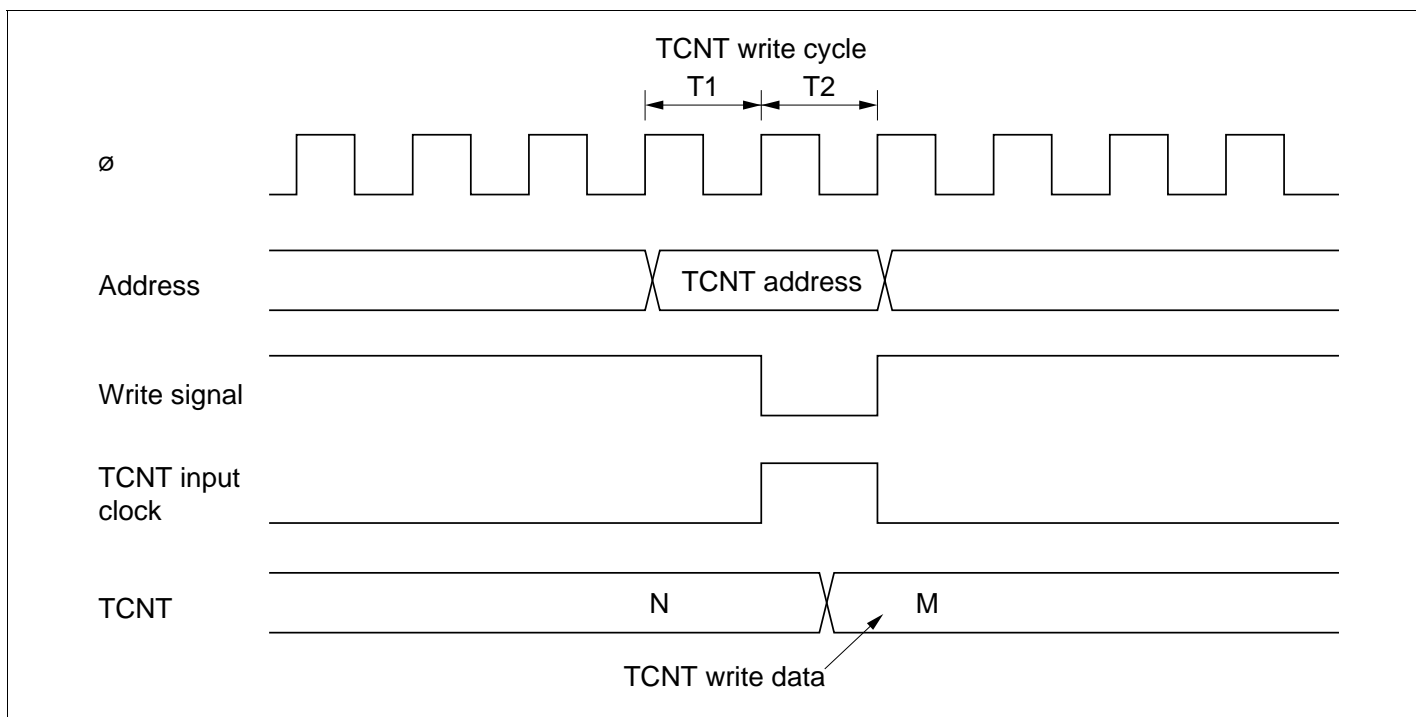 TCNT write cycle
T1 T2
ø
Address
TCNT address
Write signal
TCNT input
clock
TCNT
N
M
TCNT write data